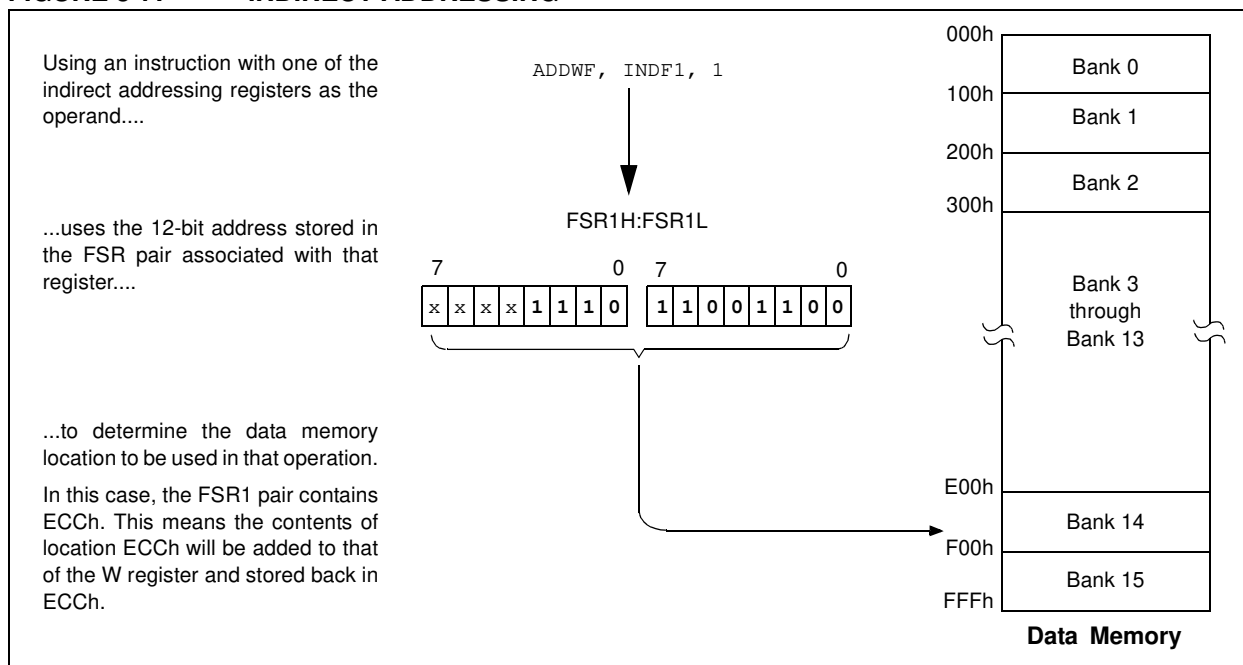 Using an instruction with one of the
indirect addressing registers as the
operand....
ADDWF, INDF1, 1
...uses the 12-bit address stored in
the FSR pair associated with that
register....
FSR1H:FSR1L
7 0 7 0
x x x x 1 1 1 0 1 1 0 0 1 1 0 0
...to determine the data memory
location to be used in that operation.
In this case, the FSR1 pair contains
ECCh. This means the contents of
location ECCh will be added to that
of the W register and stored back in
ECCh.
000h
Bank 0
100h
Bank 1
200h
Bank 2
300h
Bank 3
through
Bank 13
E00h
Bank 14
F00h
Bank 15
FFFh
Data Memory